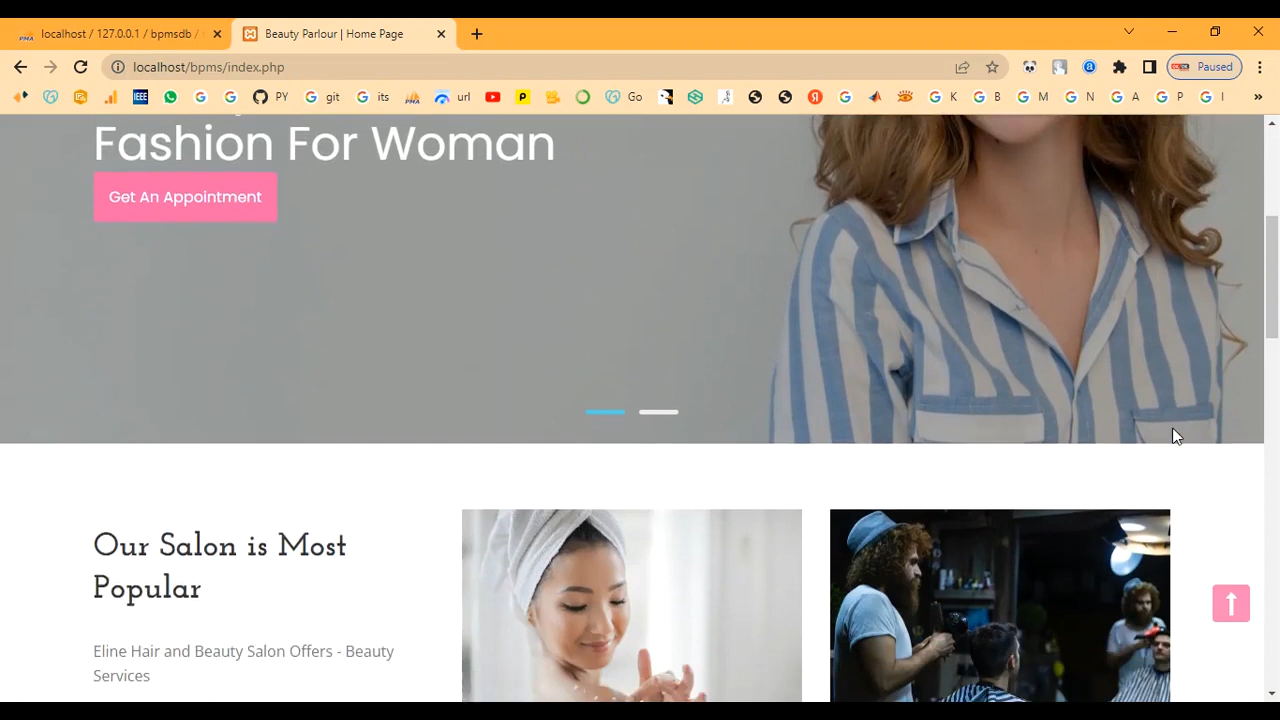 localhost / 127.0.0.1 / bpmsdb /
Beauty Parlour | Home Page
localhost/bpms/index.php
Paused
IEEE
PY
git
its
PMA
url
P
Go
K
B
M
N
A
P
I
Fashion For Woman
Get An Appointment
Our Salon is Most
Popular
Eline Hair and Beauty Salon Offers - Beauty
Services